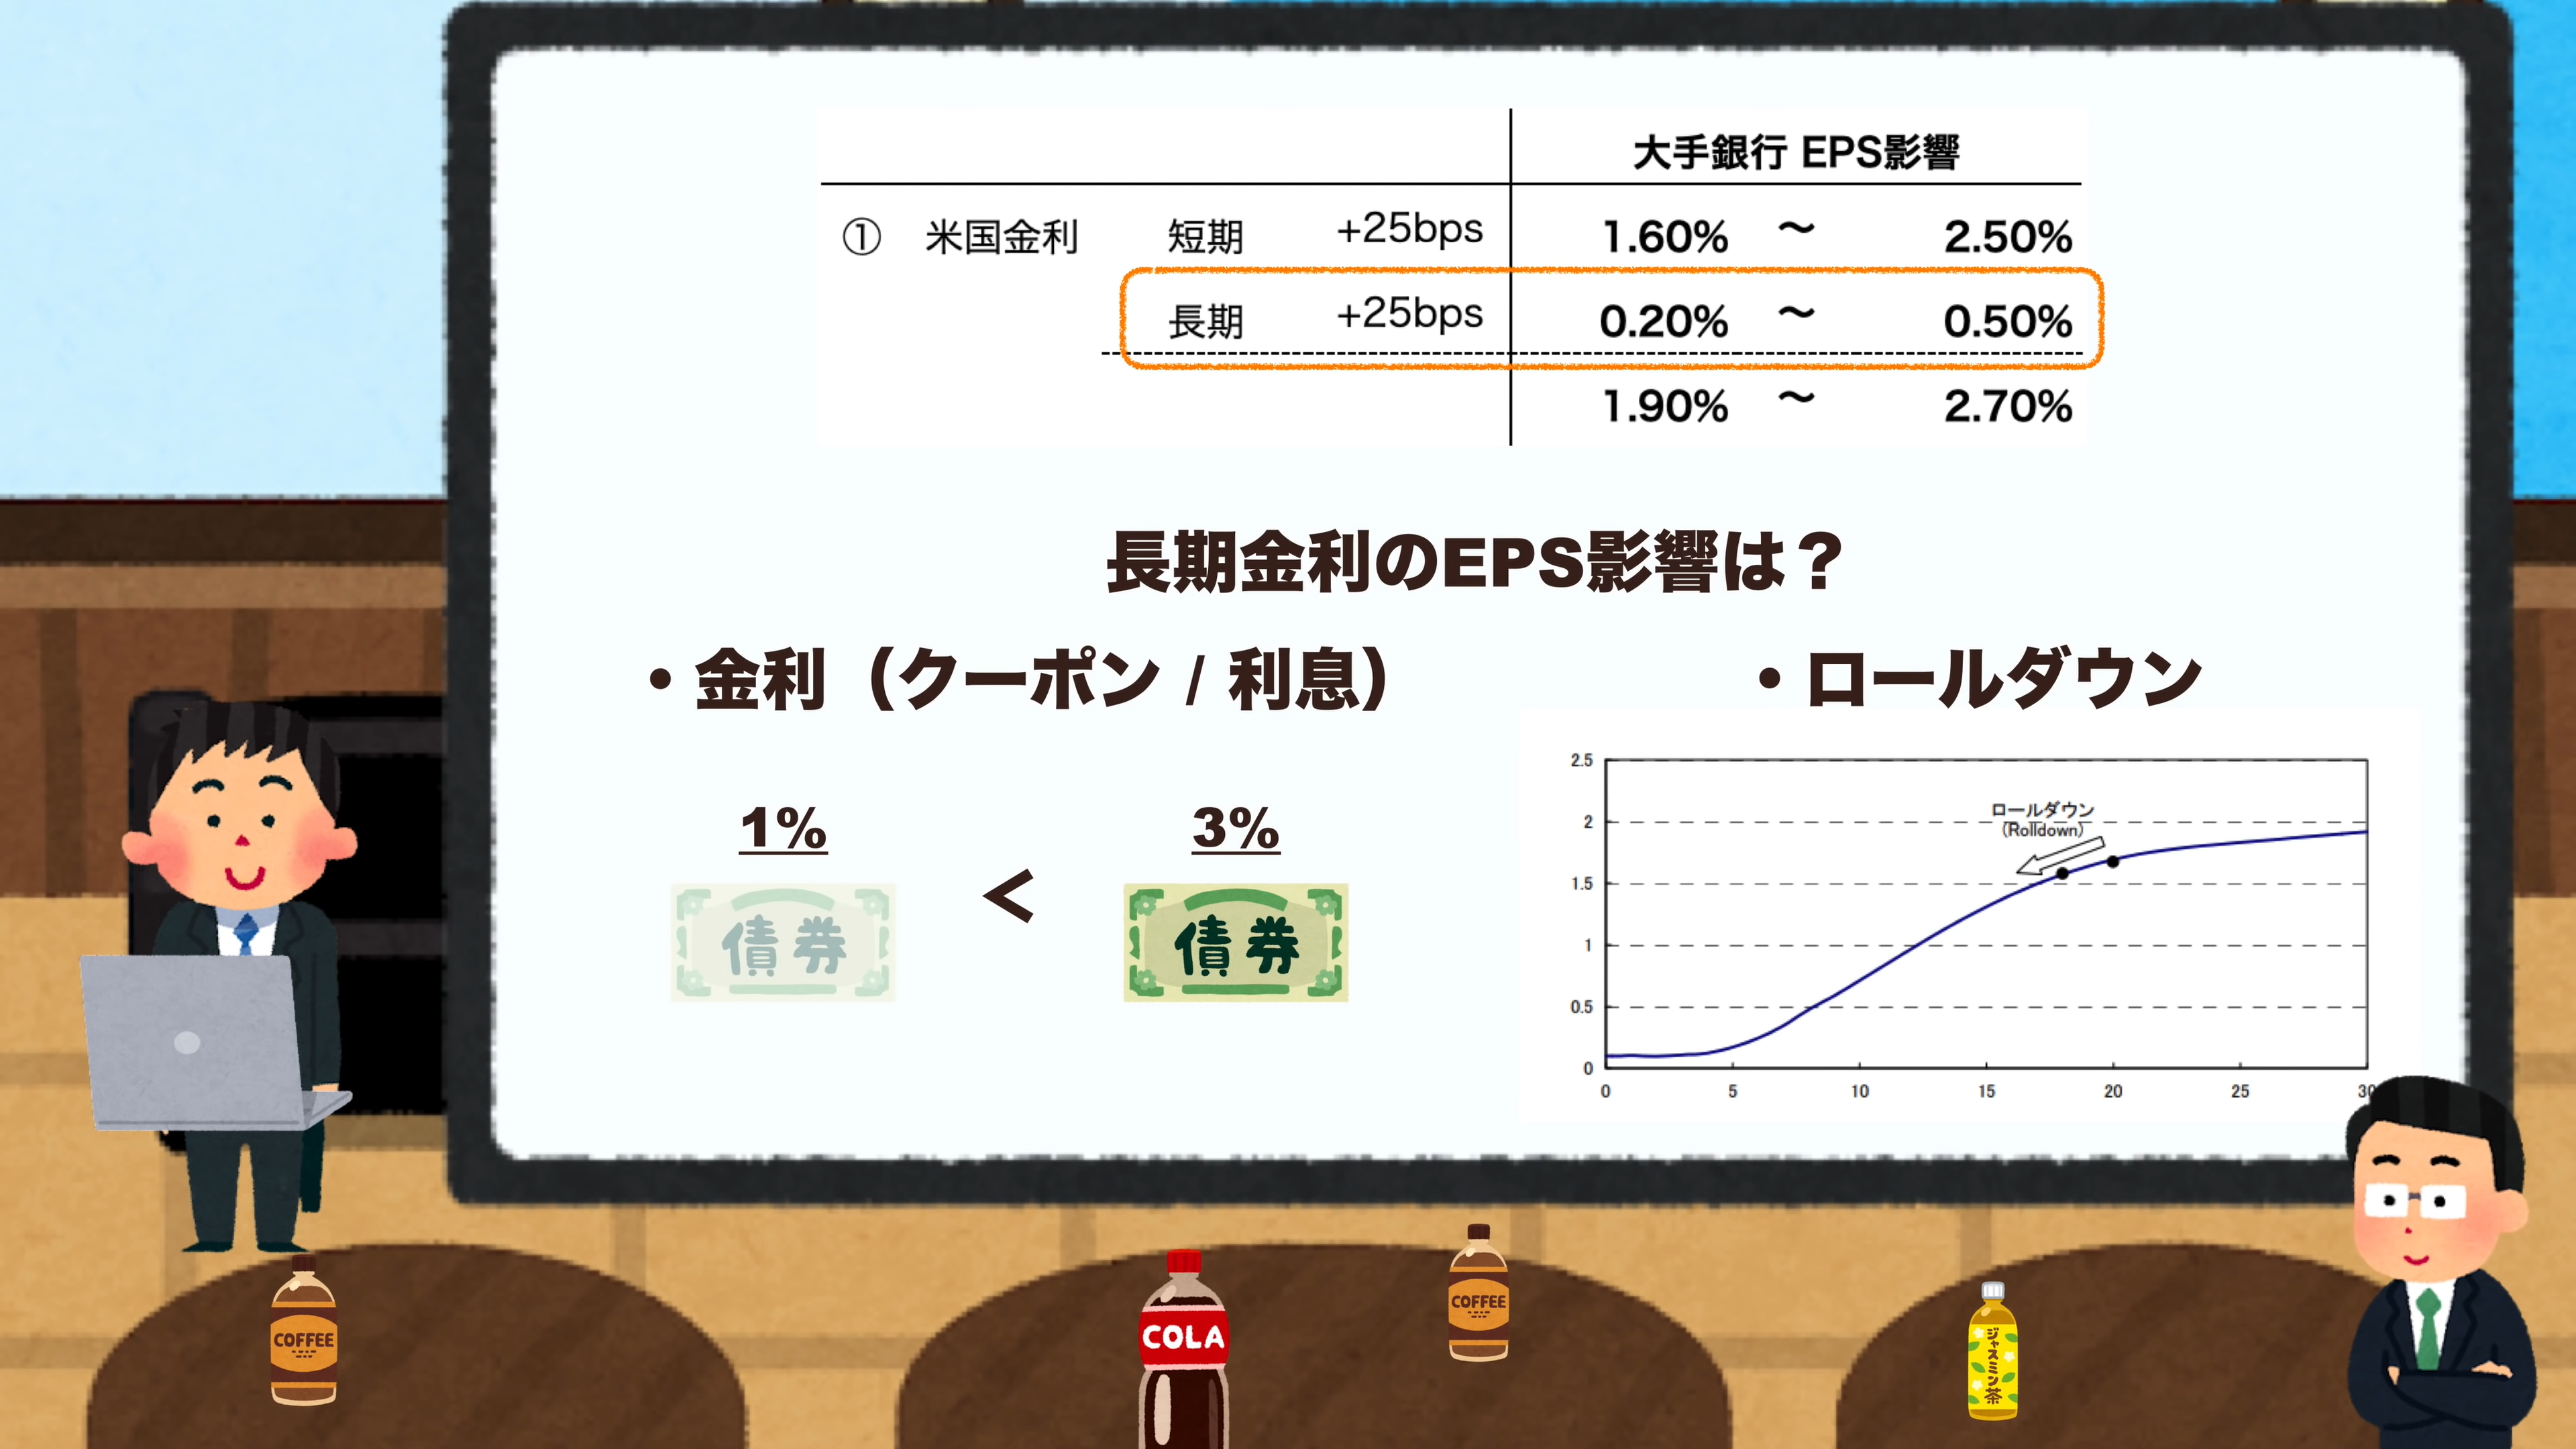 大手銀行 EPS影響
① 米国金利 短期 +25bps 1.60% 〜 2.50%
長期 +25bps 0.20% 〜 0.50%
1.90% 〜 2.70%
長期金利のEPS影響は？
・金利（クーポン / 利息）
1% < 3%
債券 債券
・ロールダウン
2.5
2
1.5
1
0.5
0
ロールダウン
(Rolldown)
0 5 10 15 20 25 30
COFFEE
COLA
COFFEE
ジャスミン茶